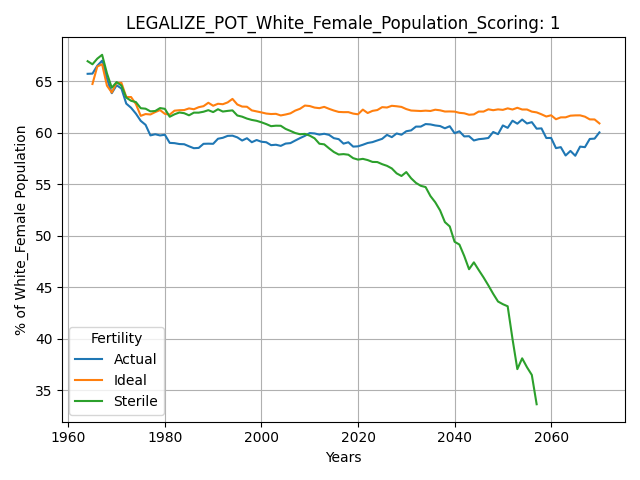 LEGALIZE_POT_White_Female_Population_Scoring: 1
% of White_Female Population
65
60
55
50
45
40
35
Fertility
Actual
Ideal
Sterile
1960 1980 2000 2020 2040 2060
Years